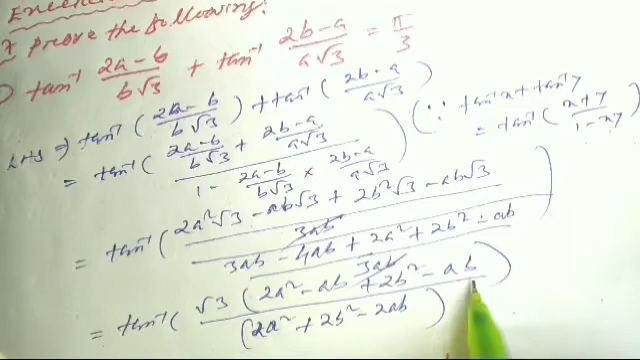 * prove the following:
tan⁻¹ (2a-b)/(b√3) + tan⁻¹ (2b-a)/(a√3) = π/3
LHS ⇒ tan⁻¹((2a-b)/(b√3)) + tan⁻¹((2b-a)/(a√3)) (∵ tan⁻¹x + tan⁻¹y = tan⁻¹((x+y)/(1-xy)))
= tan⁻¹(((2a-b)/(b√3) + (2b-a)/(a√3))/(1 - (2a-b)/(b√3) × (2b-a)/(a√3)))
= tan⁻¹(((2a²√3 - ab√3 + 2b²√3 - ab√3)/3ab)/((3ab - 4ab + 2a² + 2b² - ab)/3ab))
= tan⁻¹(√3(2a² - ab + 2b² - ab)/(2a² + 2b² - 2ab))